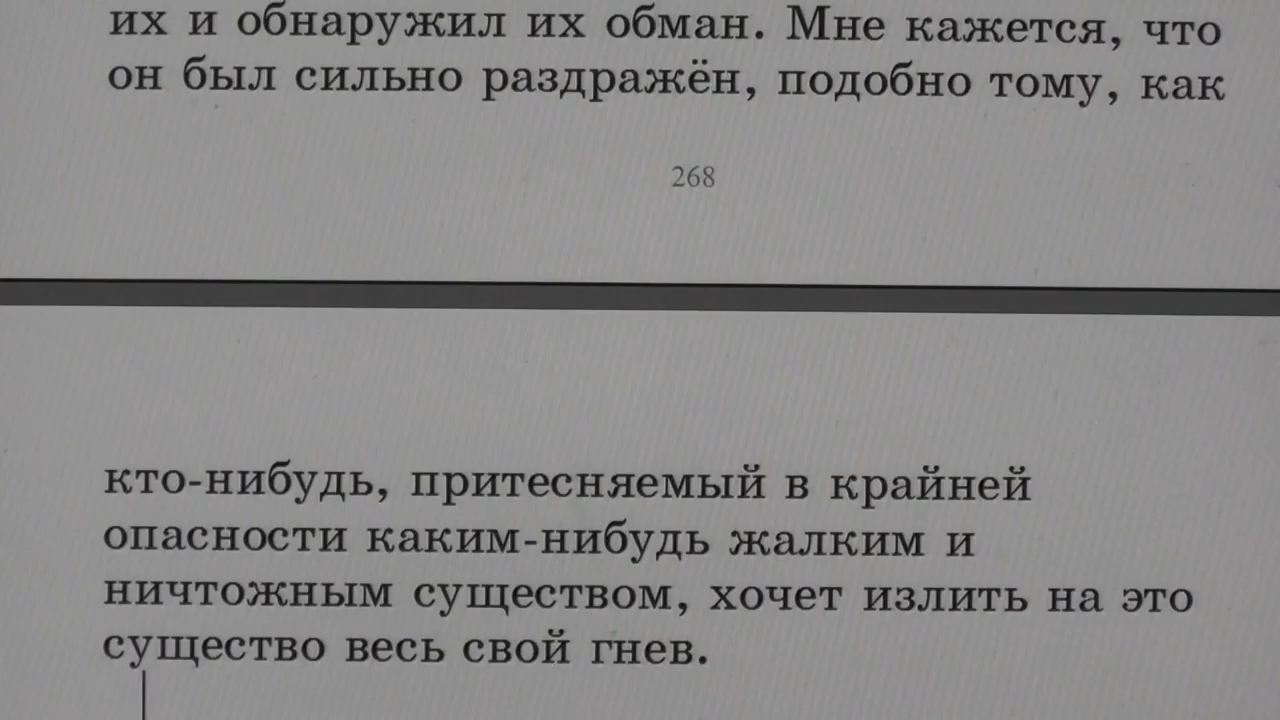 их и обнаружил их обман. Мне кажется, что
он был сильно раздражён, подобно тому, как
268
кто-нибудь, притесняемый в крайней
опасности каким-нибудь жалким и
ничтожным существом, хочет излить на это
существо весь свой гнев.